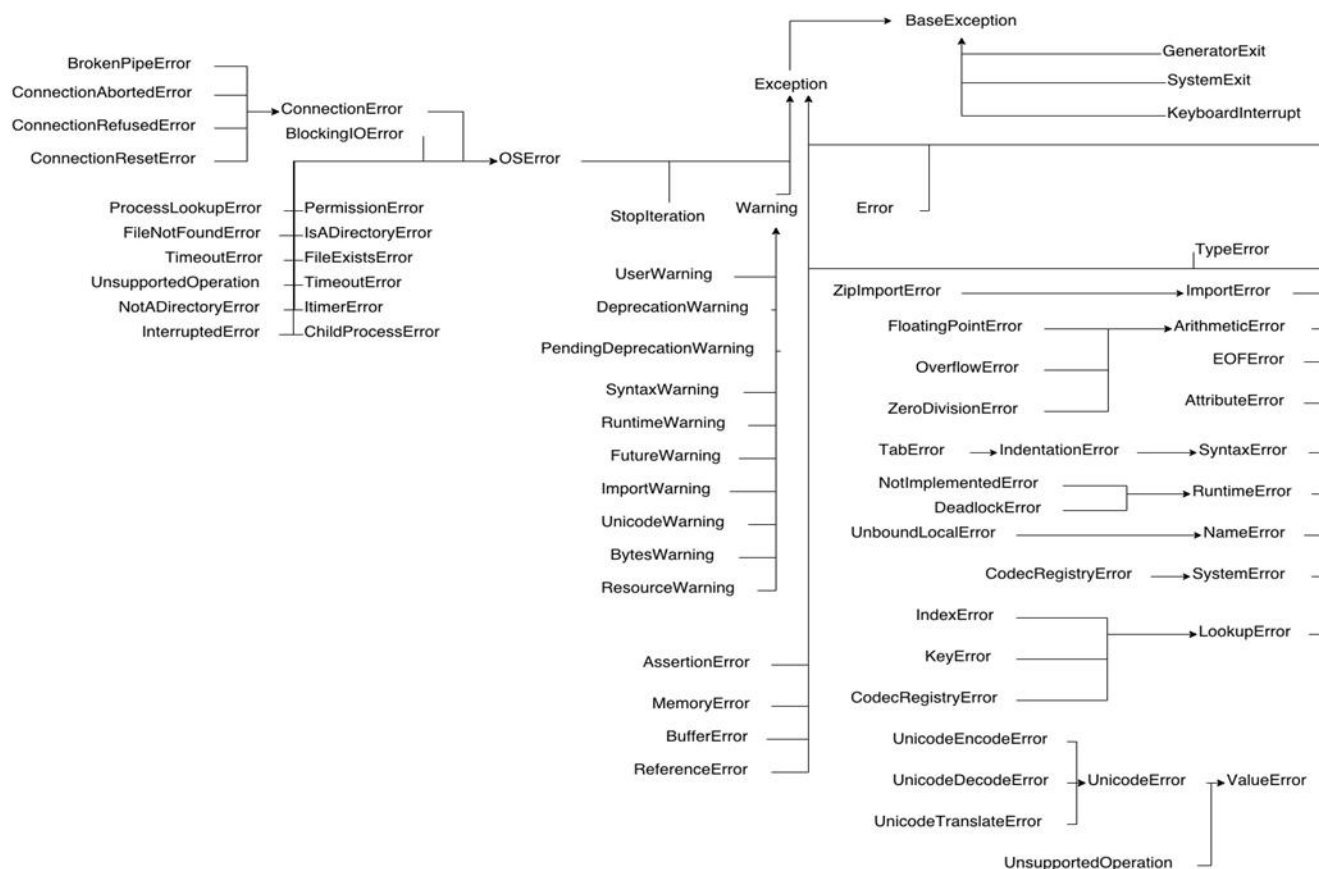 BaseException
GeneratorExit
SystemExit
KeyboardInterrupt
Exception
BrokenPipeError
ConnectionAbortedError
ConnectionRefusedError
ConnectionResetError
ConnectionError
BlockingIOError
OSError
StopIteration
Warning
Error
ProcessLookupError PermissionError
FileNotFoundError IsADirectoryError
TimeoutError FileExistsError
UnsupportedOperation TimeoutError
NotADirectoryError ItimerError
InterruptedError ChildProcessError
UserWarning
DeprecationWarning
PendingDeprecationWarning
SyntaxWarning
RuntimeWarning
FutureWarning
ImportWarning
UnicodeWarning
BytesWarning
ResourceWarning
AssertionError
MemoryError
BufferError
ReferenceError
TypeError
ZipImportError ImportError
FloatingPointError ArithmeticError
OverflowError EOFError
ZeroDivisionError AttributeError
TabError IndentationError SyntaxError
NotImplementedError RuntimeError
DeadlockError
UnboundLocalError NameError
CodecRegistryError SystemError
IndexError LookupError
KeyError
CodecRegistryError
UnicodeEncodeError
UnicodeDecodeError UnicodeError ValueError
UnicodeTranslateError
UnsupportedOperation